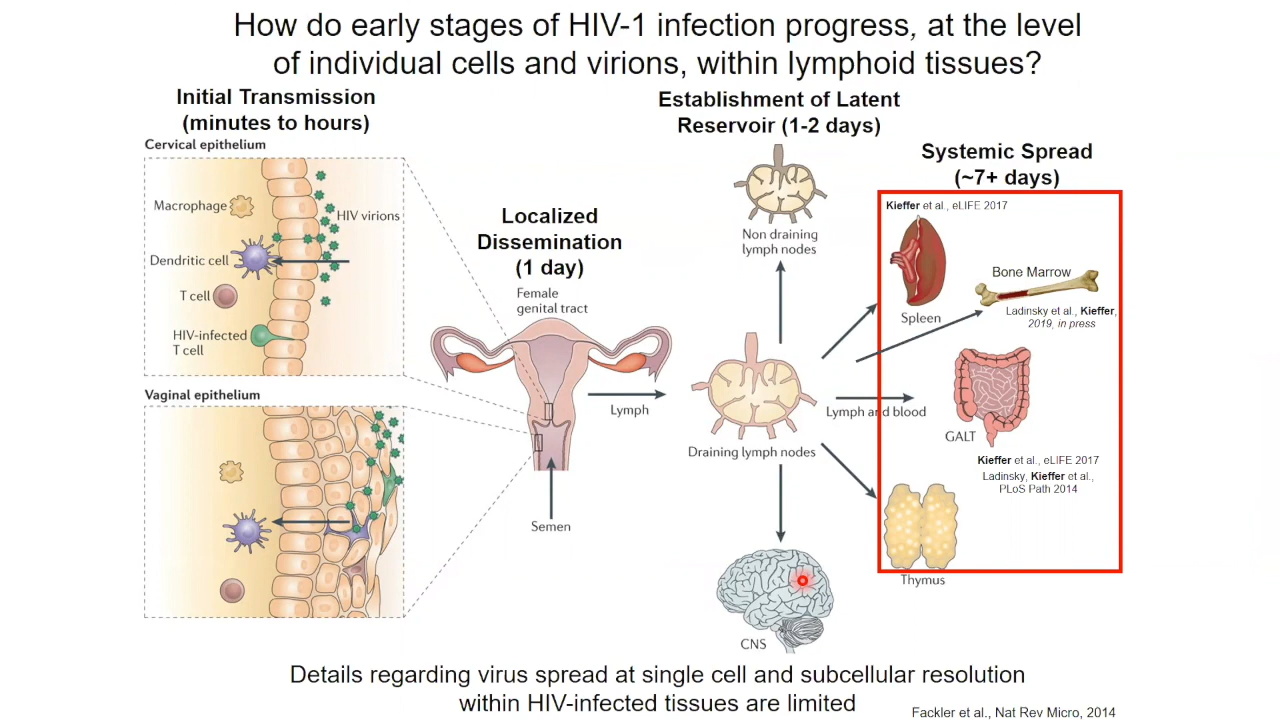 How do early stages of HIV-1 infection progress, at the level
of individual cells and virions, within lymphoid tissues?
Initial Transmission
(minutes to hours)
Cervical epithelium
Macrophage
HIV virions
Dendritic cell
T cell
HIV-infected
T cell
Vaginal epithelium
Localized
Dissemination
(1 day)
Female
genital tract
Lymph
Semen
Establishment of Latent
Reservoir (1-2 days)
Non draining
lymph nodes
Draining lymph nodes
Lymph and blood
CNS
Systemic Spread
(~7+ days)
Kieffer et al., eLIFE 2017
Spleen
Bone Marrow
Ladinsky et al., Kieffer,
2019, in press
GALT
Kieffer et al., eLIFE 2017
Ladinsky, Kieffer et al.,
PLoS Path 2014
Thymus
Details regarding virus spread at single cell and subcellular resolution
within HIV-infected tissues are limited
Fackler et al., Nat Rev Micro, 2014